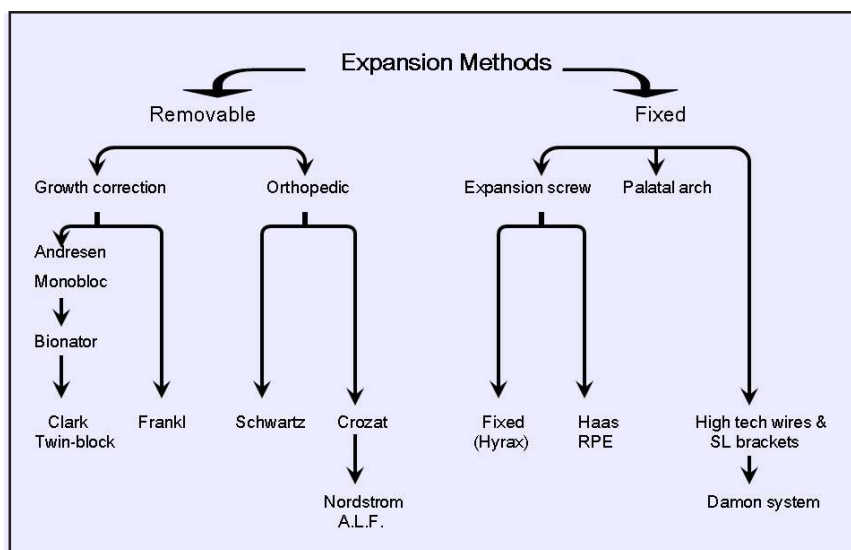 Expansion Methods
Removable
Fixed
Growth correction
Orthopedic
Expansion screw
Palatal arch
Andresen
Monobloc
Bionator
Clark
Twin-block
Frankl
Schwartz
Crozat
Fixed
(Hyrax)
Haas
RPE
High tech wires &
SL brackets
Nordstrom
A.L.F.
Damon system